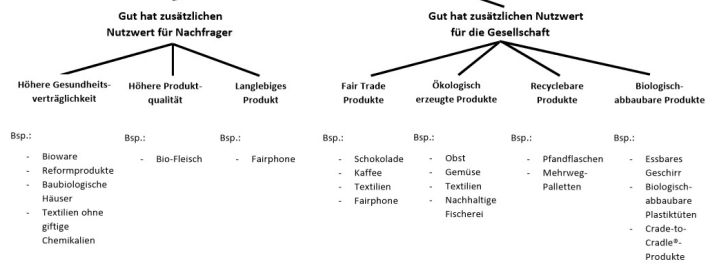 Gut hat zusätzlichen
Nutzwert für Nachfrager
Gut hat zusätzlichen Nutzwert
für die Gesellschaft
Höhere Gesundheits-
verträglichkeit
Höhere Produkt-
qualität
Langlebiges
Produkt
Fair Trade
Produkte
Ökologisch
erzeugte Produkte
Recyclebare
Produkte
Biologisch-
abbaubare Produkte
Bsp.:
- Bioware
- Reformprodukte
- Baubiologische
Häuser
- Textilien ohne
giftige
Chemikalien
Bsp.:
- Bio-Fleisch
Bsp.:
- Fairphone
Bsp.:
- Schokolade
- Kaffee
- Textilien
- Fairphone
Bsp.:
- Obst
- Gemüse
- Textilien
- Nachhaltige
Fischerei
Bsp.:
- Pfandflaschen
- Mehrweg-
Palletten
Bsp.:
- Essbares
Geschirr
- Biologisch-
abbaubare
Plastiktüten
- Crade-to-
Cradle®-
Produkte